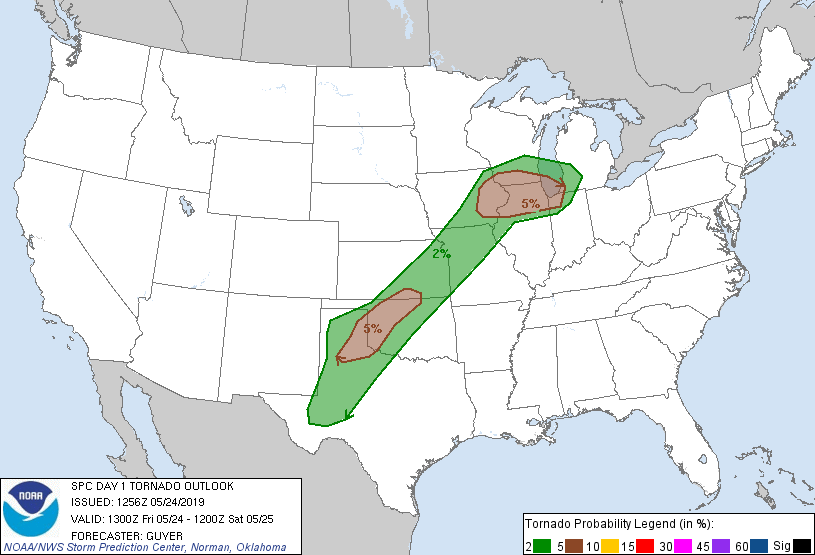 5%
2%
5%
NOAA
SPC DAY 1 TORNADO OUTLOOK
ISSUED: 1256Z 05/24/2019
VALID: 1300Z Fri 05/24 - 1200Z Sat 05/25
FORECASTER: GUYER
NOAA/NWS Storm Prediction Center, Norman, Oklahoma
Tornado Probability Legend (in %):
2 5 10 15 30 45 60 Sig